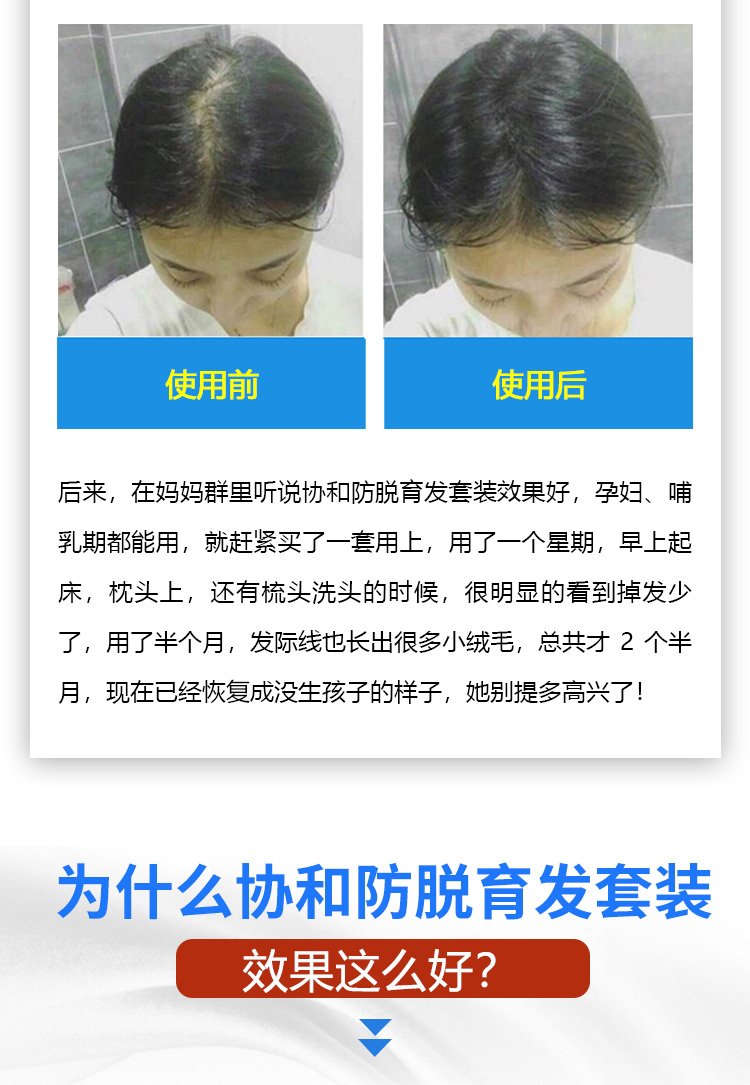 使用前
使用后
后来，在妈妈群里听说协和防脱育发套装效果好，孕妇、哺
乳期都能用，就赶紧买了一套用上，用了一个星期，早上起
床，枕头上，还有梳头洗头的时候，很明显的看到掉发少
了，用了半个月，发际线也长出很多小绒毛，总共才 2 个半
月，现在已经恢复成没生孩子的样子，她别提多高兴了！
为什么协和防脱育发套装
效果这么好？